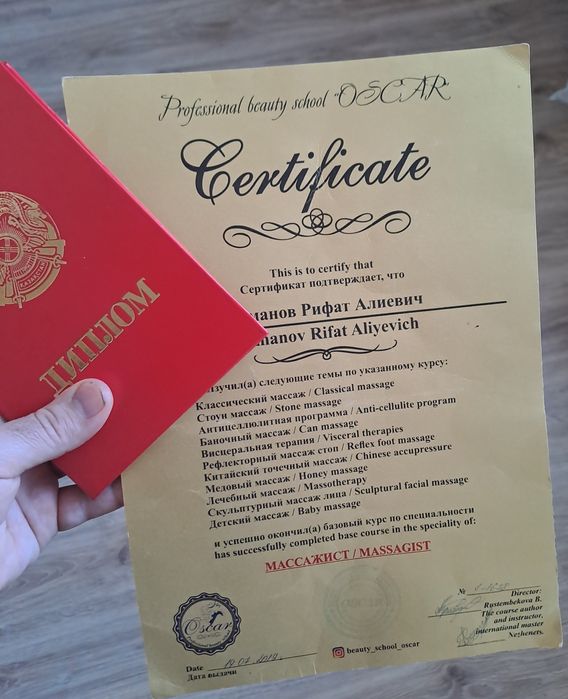 Professional beauty school "OSCAR"
Certificate
This is to certify that
Сертификат подтверждает, что
манов Рифат Алиевич
manov Rifat Aliyevich
изучил(а) следующие темы по указанному курсу:
Классический массаж / Classical massage
Стоун массаж / Stone massage
Антицеллюлитная программа / Anti-cellulite program
Баночный массаж / Can massage
Висцеральная терапия / Visceral therapies
Рефлекторный массаж стоп / Reflex foot massage
Китайский точечный массаж / Chinese accupressure
Медовый массаж / Honey massage
Лечебный массаж / Massotherapy
Скульптурный массаж лица / Sculptural facial massage
Детский массаж / Baby massage
и успешно окончил(а) базовый курс по специальности
has successfully completed base course in the speciality of:
МАССАЖИСТ / MASSAGIST
№
Director:
Rustembekova B.
The course author
and instructor,
international master
Oscar
beauty_school_oscar
Date
Дата выдачи
ДИПЛОМ